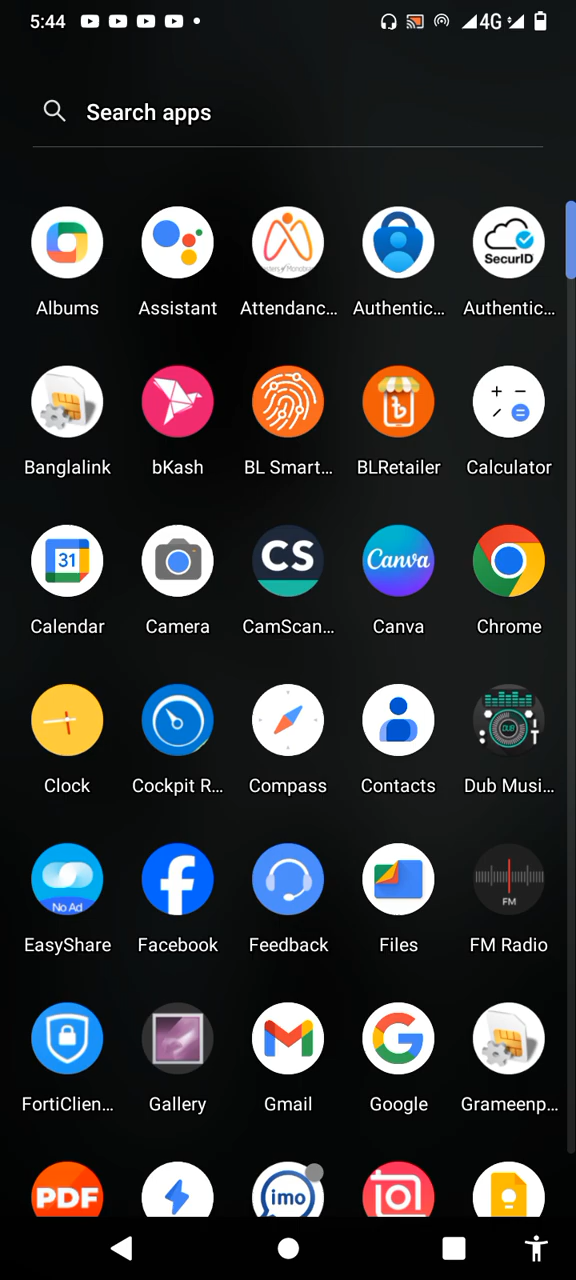 5:44
4G
Search apps
SecurID
Albums
Assistant
Attendanc...
Authentic...
Authentic...
Banglalink
bKash
BL Smart...
BLRetailer
Calculator
31
CS
Canva
Calendar
Camera
CamScan...
Canva
Chrome
DUB
Clock
Cockpit R...
Compass
Contacts
Dub Musi...
No Ad
FM
EasyShare
Facebook
Feedback
Files
FM Radio
FortiClien...
Gallery
Gmail
Google
Grameenp...
PDF
imo